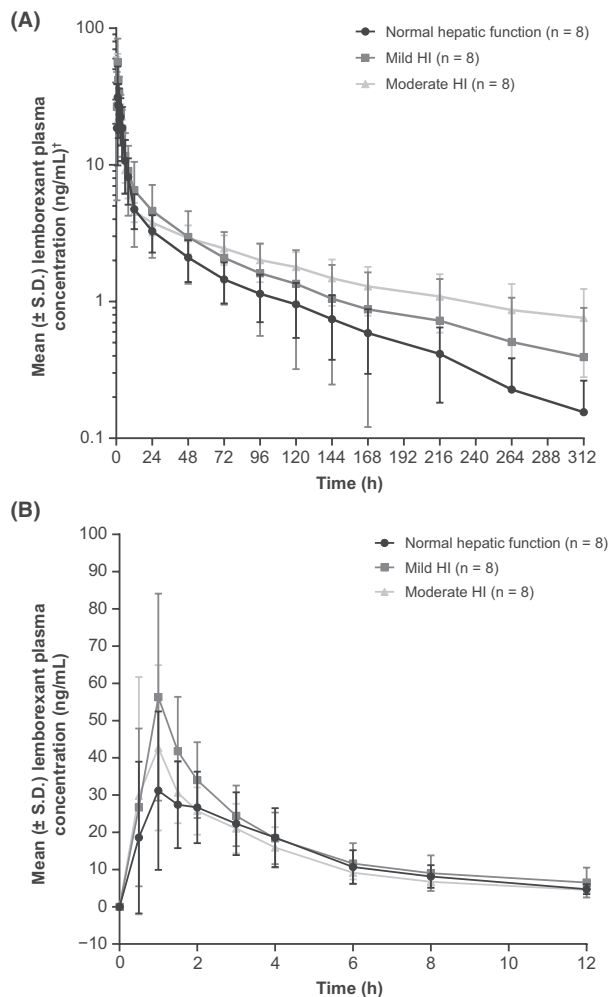 (A)
100
10
1
0.1
Mean (± S.D.) lemborexant plasma
concentration (ng/mL)†
Normal hepatic function (n = 8)
Mild HI (n = 8)
Moderate HI (n = 8)
0 24 48 72 96 120 144 168 192 216 240 264 288 312
Time (h)
(B)
100
90
80
70
60
50
40
30
20
10
0
−10
Mean (± S.D.) lemborexant plasma
concentration (ng/mL)
Normal hepatic function (n = 8)
Mild HI (n = 8)
Moderate HI (n = 8)
0 2 4 6 8 10 12
Time (h)